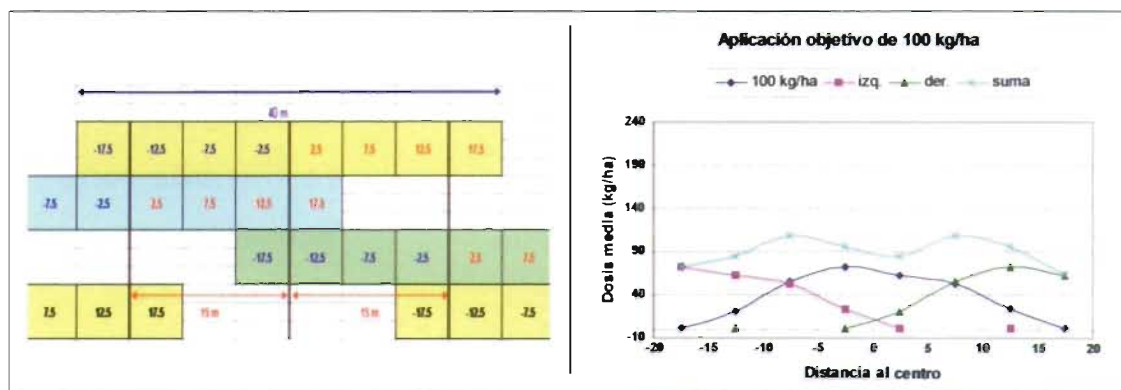 40 m
-17.5 -12.5 -7.5 -2.5 2.5 7.5 12.5 17.5
-7.5 -2.5 2.5 7.5 12.5 17.5
-17.5 -12.5 -7.5 -2.5 2.5 7.5
7.5 12.5 17.5 15 m 15 m -17.5 -12.5 -7.5
Aplicación objetivo de 100 kg/ha
100 kg/ha izq. der. suma
Dosis media (kg/ha)
240
190
140
90
40
-10
-20 -15 -10 -5 0 5 10 15 20
Distancia al centro